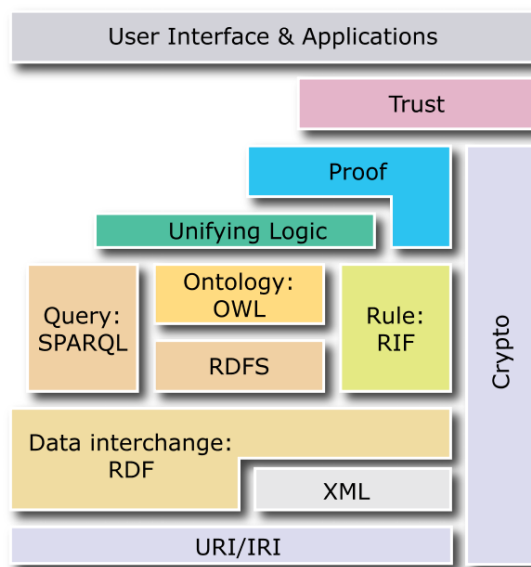 User Interface & Applications
Trust
Proof
Unifying Logic
Ontology:
OWL
Query:
SPARQL
Rule:
RIF
RDFS
Crypto
Data interchange:
RDF
XML
URI/IRI